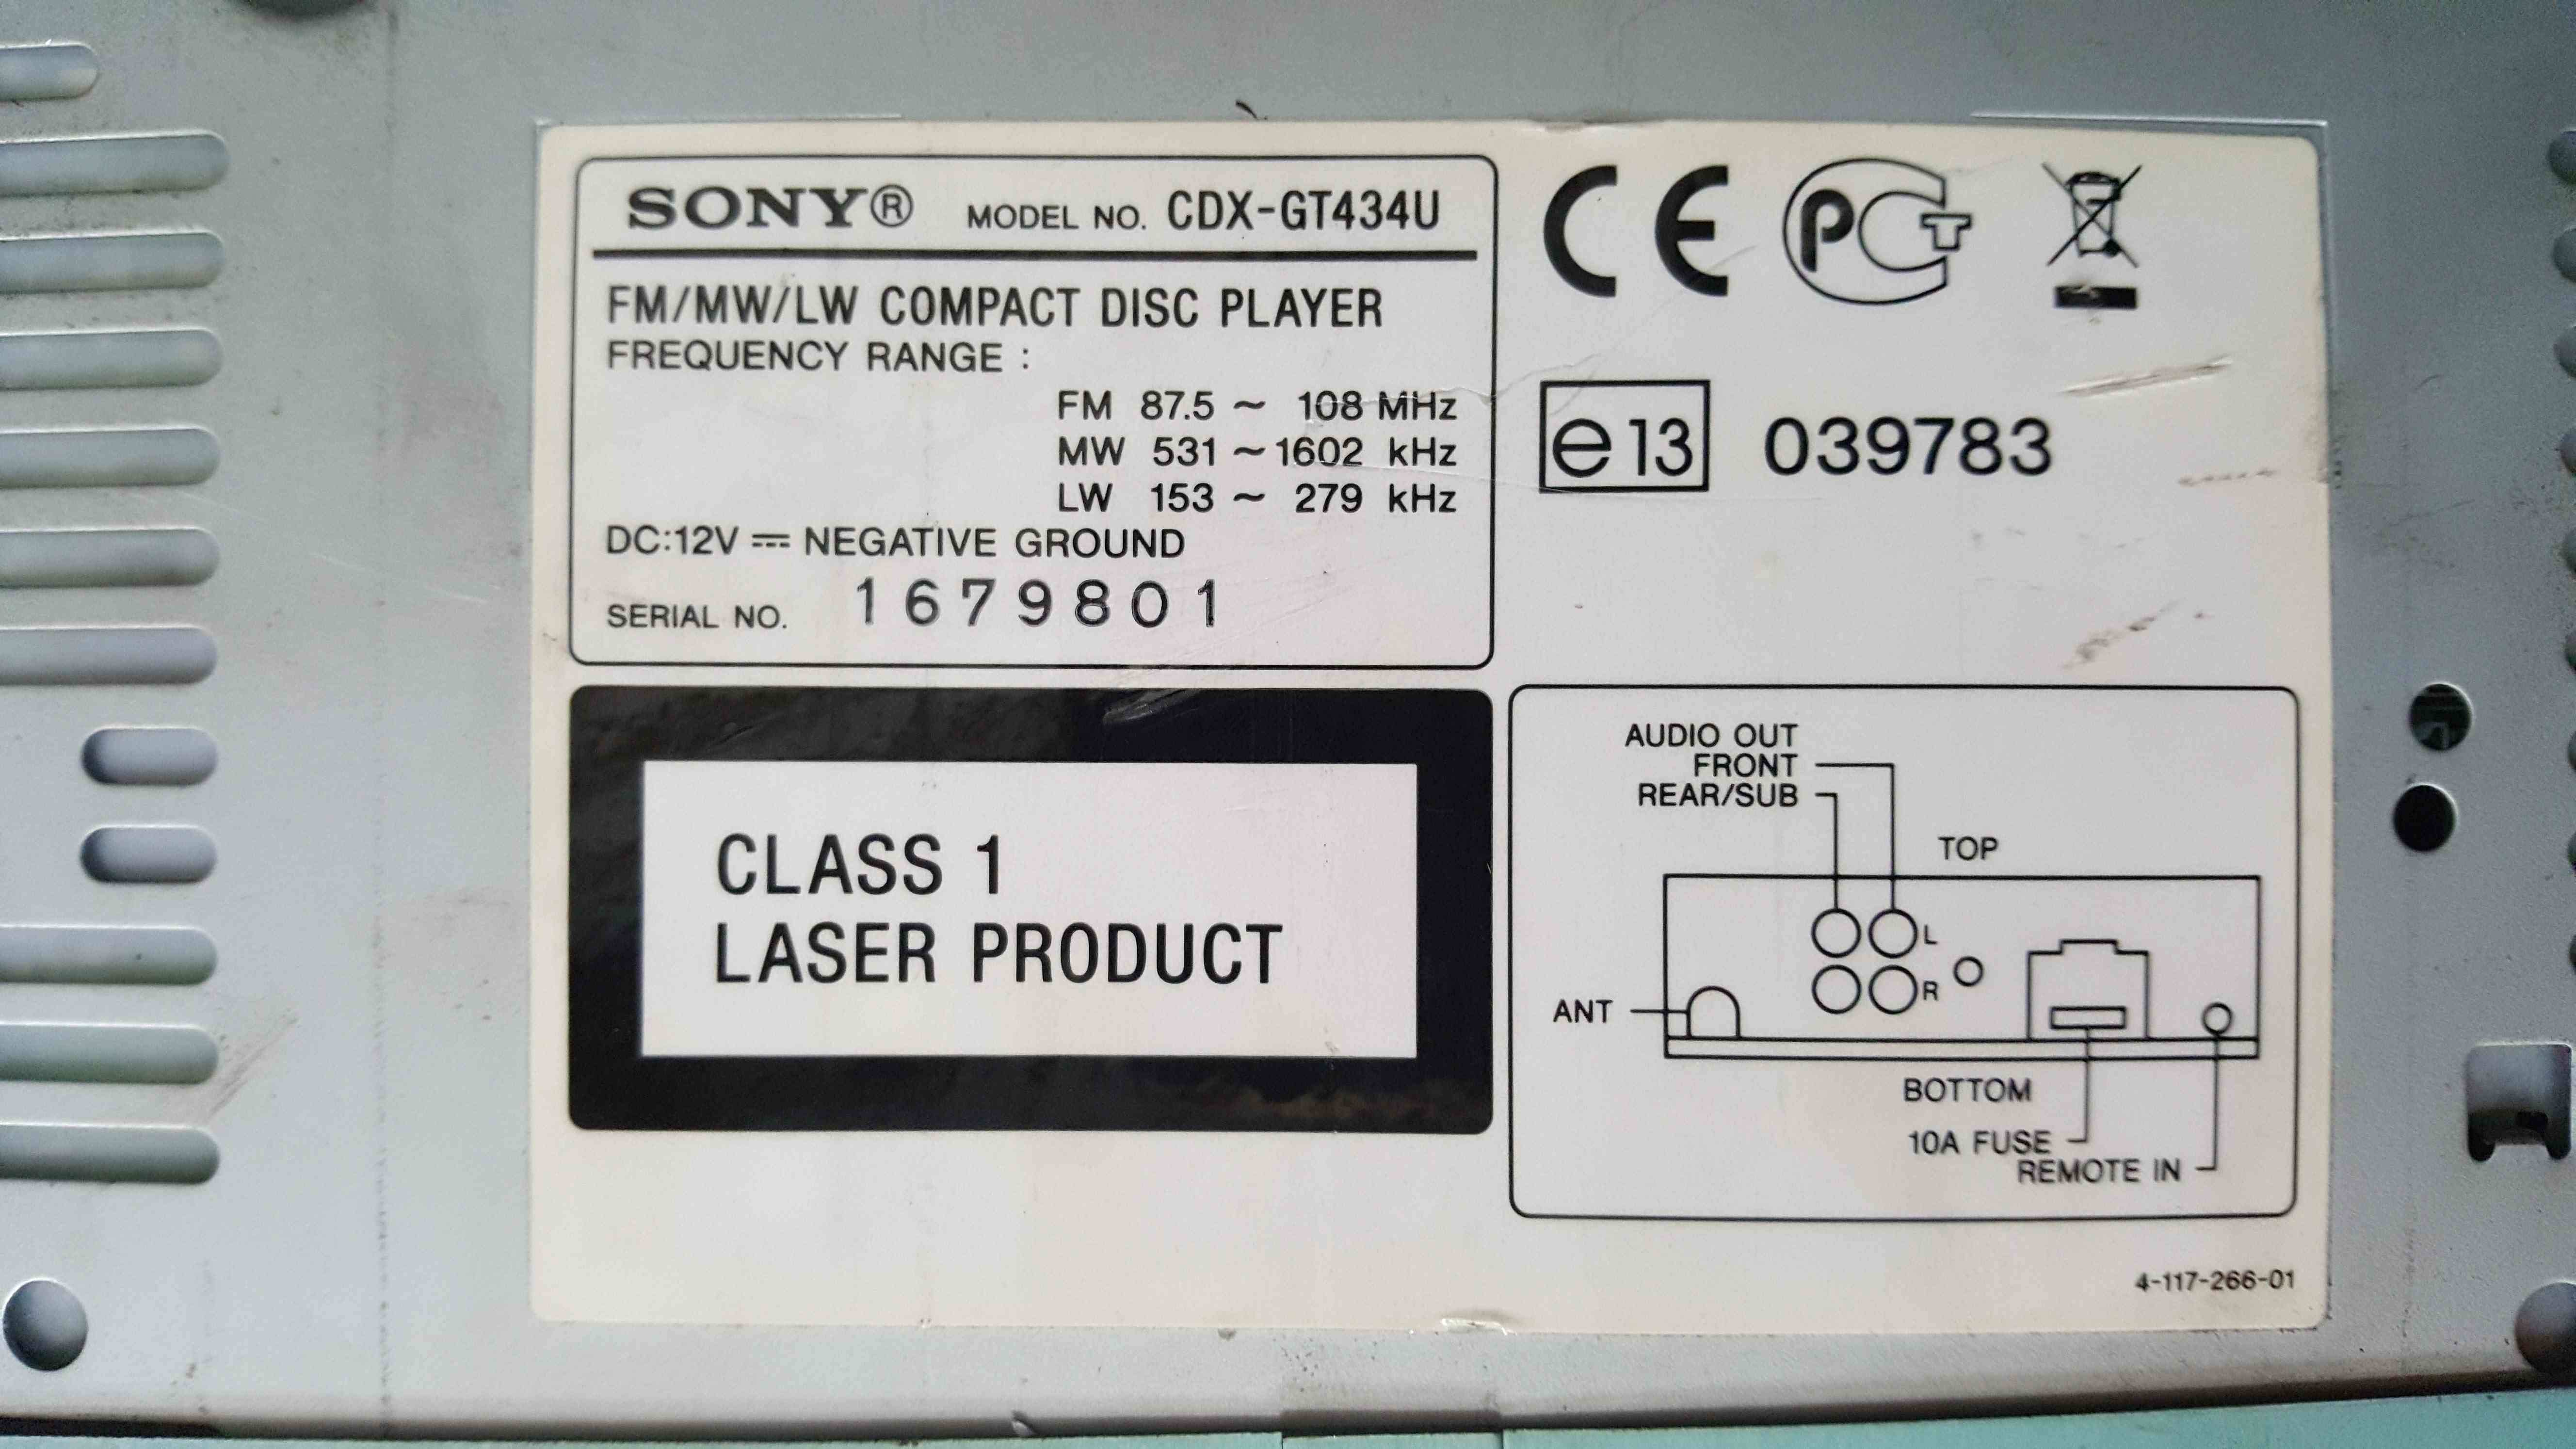 SONY® MODEL NO. CDX-GT434U
FM/MW/LW COMPACT DISC PLAYER
FREQUENCY RANGE :
FM 87.5 ~ 108 MHz
MW 531 ~ 1602 kHz
LW 153 ~ 279 kHz
DC:12V ⎓ NEGATIVE GROUND
SERIAL NO. 1679801
CE PCT
e13 039783
CLASS 1
LASER PRODUCT
AUDIO OUT
FRONT
REAR/SUB
TOP
L
R
ANT
BOTTOM
10A FUSE
REMOTE IN
4-117-266-01